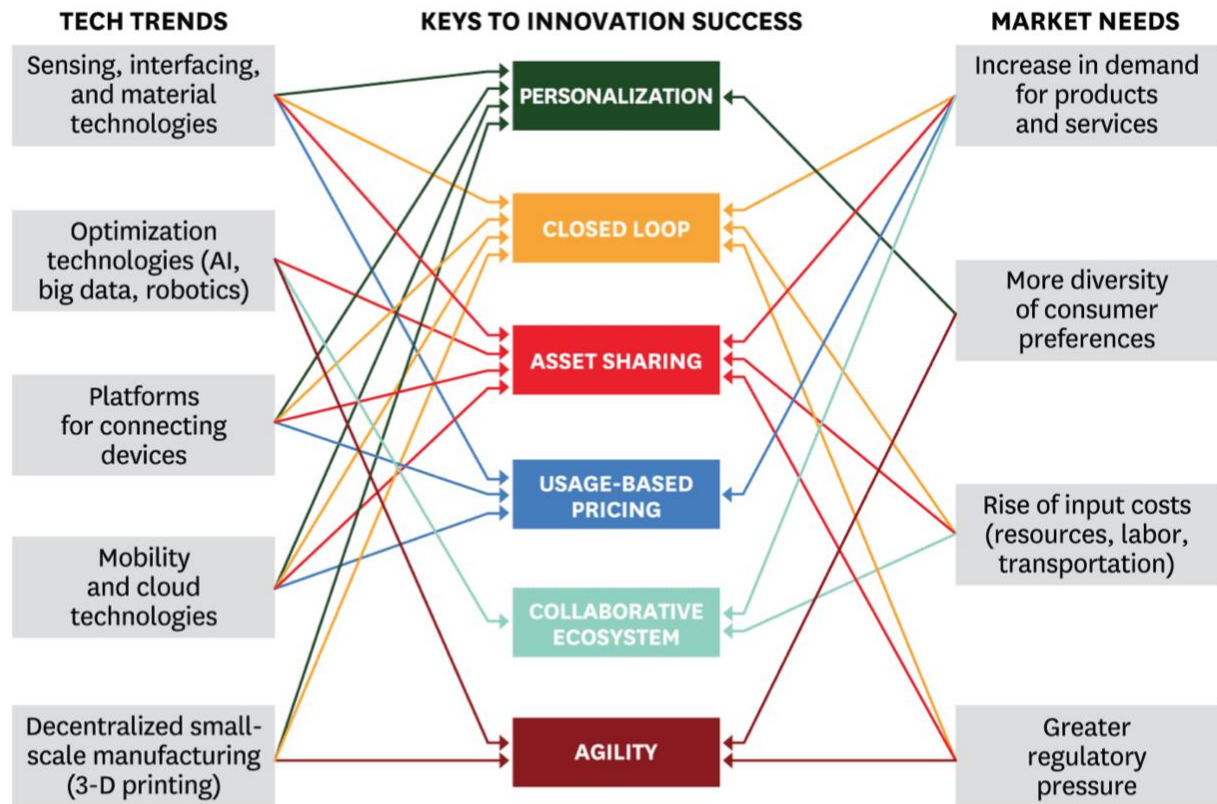 TECH TRENDS
Sensing, interfacing,
and material
technologies
Optimization
technologies (AI,
big data, robotics)
Platforms
for connecting
devices
Mobility
and cloud
technologies
Decentralized small-
scale manufacturing
(3-D printing)
KEYS TO INNOVATION SUCCESS
PERSONALIZATION
CLOSED LOOP
ASSET SHARING
USAGE-BASED
PRICING
COLLABORATIVE
ECOSYSTEM
AGILITY
MARKET NEEDS
Increase in demand
for products
and services
More diversity
of consumer
preferences
Rise of input costs
(resources, labor,
transportation)
Greater
regulatory
pressure